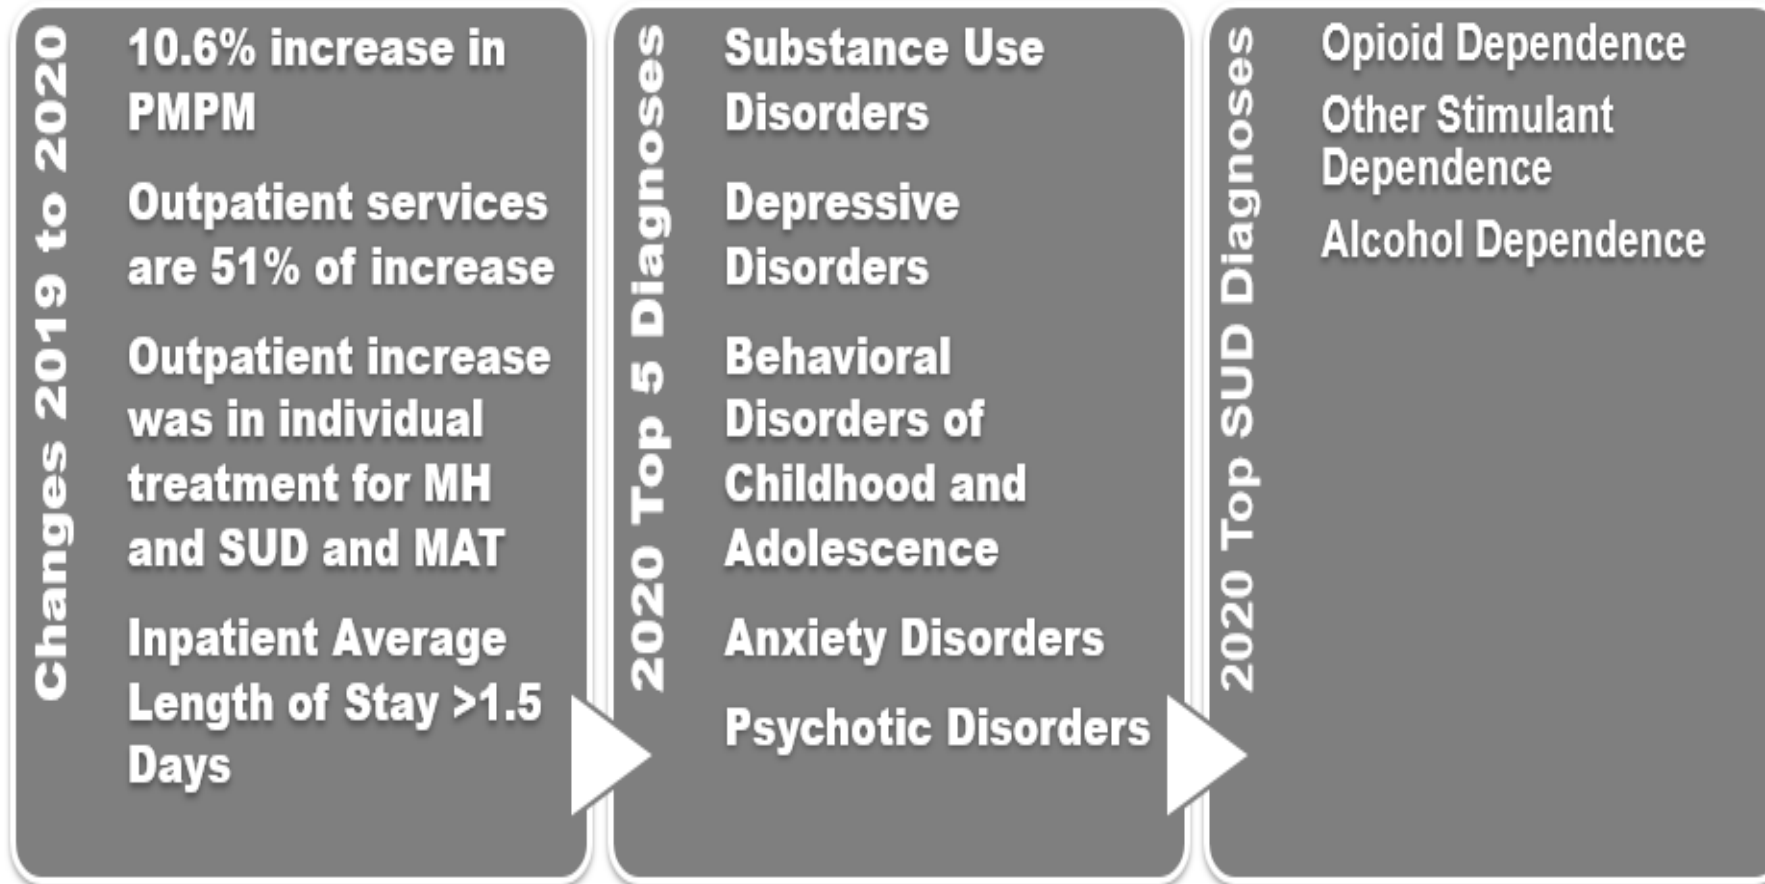 Changes 2019 to 2020
10.6% increase in
PMPM
Outpatient services
are 51% of increase
Outpatient increase
was in individual
treatment for MH
and SUD and MAT
Inpatient Average
Length of Stay >1.5
Days
2020 Top 5 Diagnoses
Substance Use
Disorders
Depressive
Disorders
Behavioral
Disorders of
Childhood and
Adolescence
Anxiety Disorders
Psychotic Disorders
2020 Top SUD Diagnoses
Opioid Dependence
Other Stimulant
Dependence
Alcohol Dependence